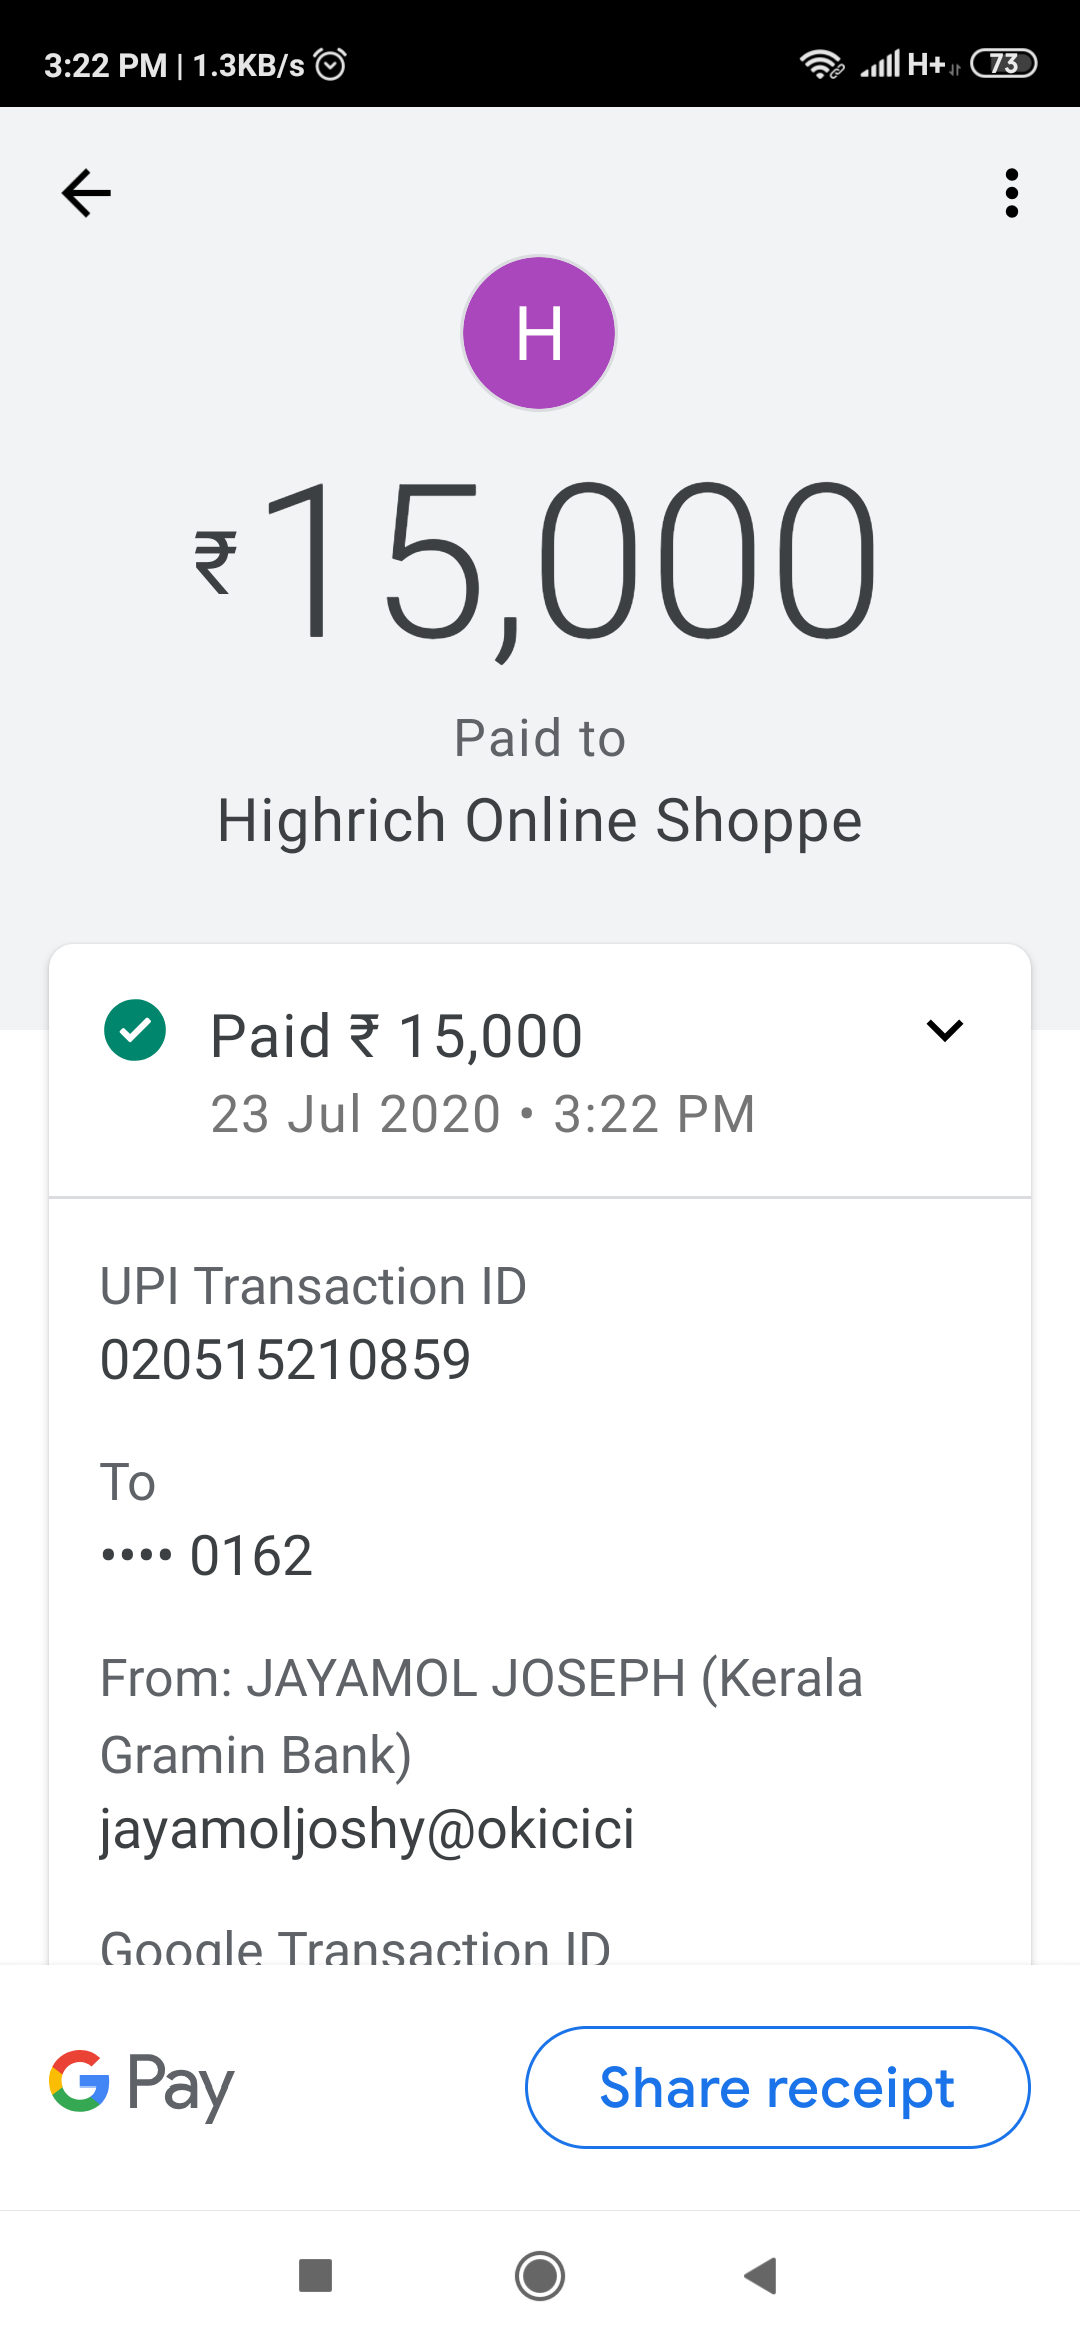 3:22 PM | 1.3KB/s
H+
73
H
₹15,000
Paid to
Highrich Online Shoppe
Paid ₹ 15,000
23 Jul 2020 • 3:22 PM
UPI Transaction ID
020515210859
To
•••• 0162
From: JAYAMOL JOSEPH (Kerala
Gramin Bank)
jayamoljoshy@okicici
Google Transaction ID
G Pay
Share receipt